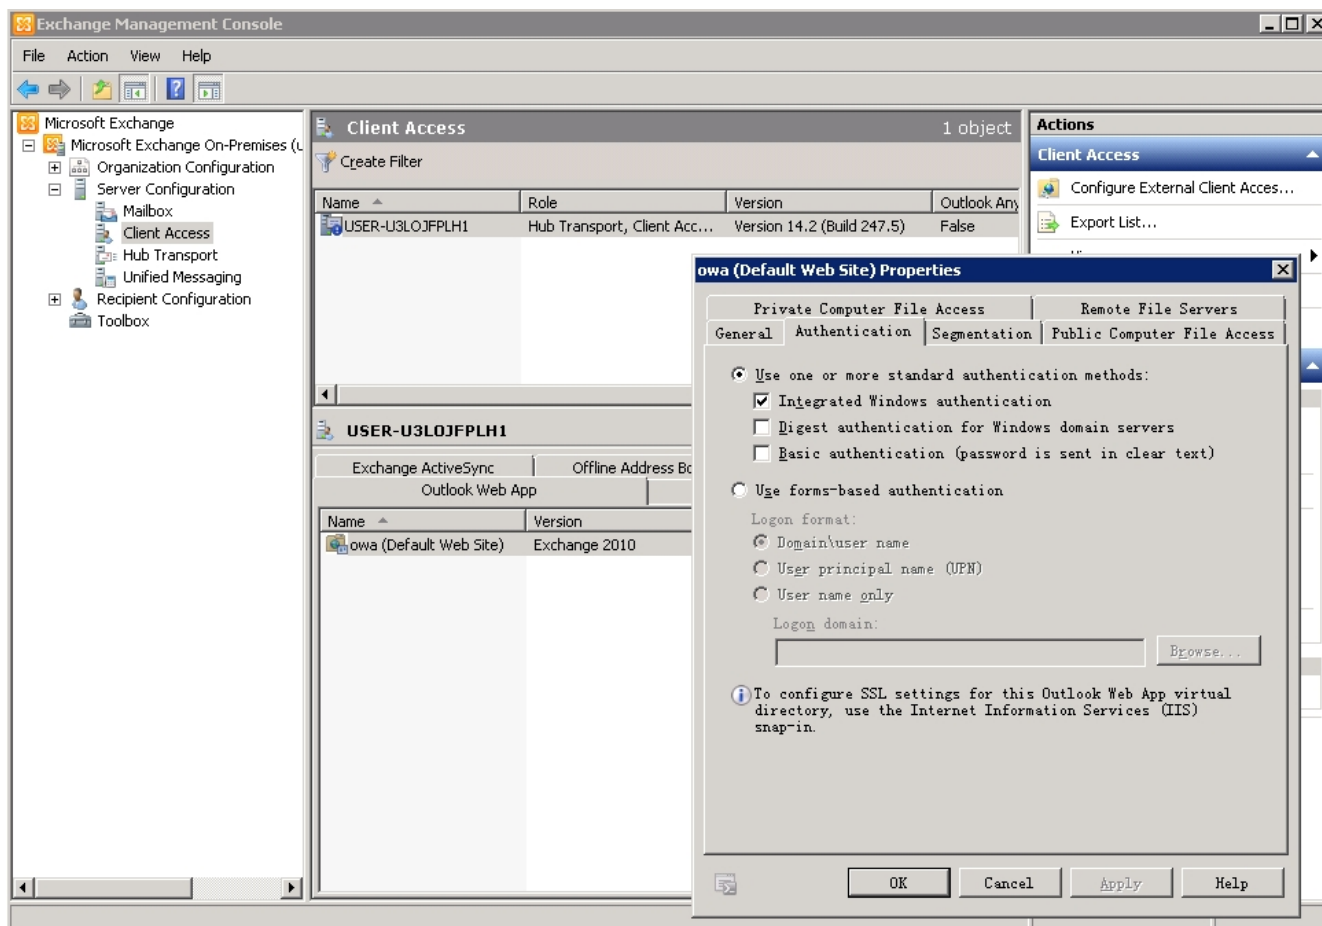 Exchange Management Console
File Action View Help
Microsoft Exchange
Microsoft Exchange On-Premises (u
Organization Configuration
Server Configuration
Mailbox
Client Access
Hub Transport
Unified Messaging
Recipient Configuration
Toolbox
Client Access 1 object
Create Filter
Name Role Version Outlook Any
USER-U3LOJFPLH1 Hub Transport, Client Acc... Version 14.2 (Build 247.5) False
USER-U3LOJFPLH1
Exchange ActiveSync Offline Address Bo
Outlook Web App
Name Version
owa (Default Web Site) Exchange 2010
Actions
Client Access
Configure External Client Acces...
Export List...
owa (Default Web Site) Properties
Private Computer File Access Remote File Servers
General Authentication Segmentation Public Computer File Access
Use one or more standard authentication methods:
Integrated Windows authentication
Digest authentication for Windows domain servers
Basic authentication (password is sent in clear text)
Use forms-based authentication
Logon format:
Domain\user name
User principal name (UPN)
User name only
Logon domain:
Browse...
To configure SSL settings for this Outlook Web App virtual
directory, use the Internet Information Services (IIS)
snap-in.
OK Cancel Apply Help